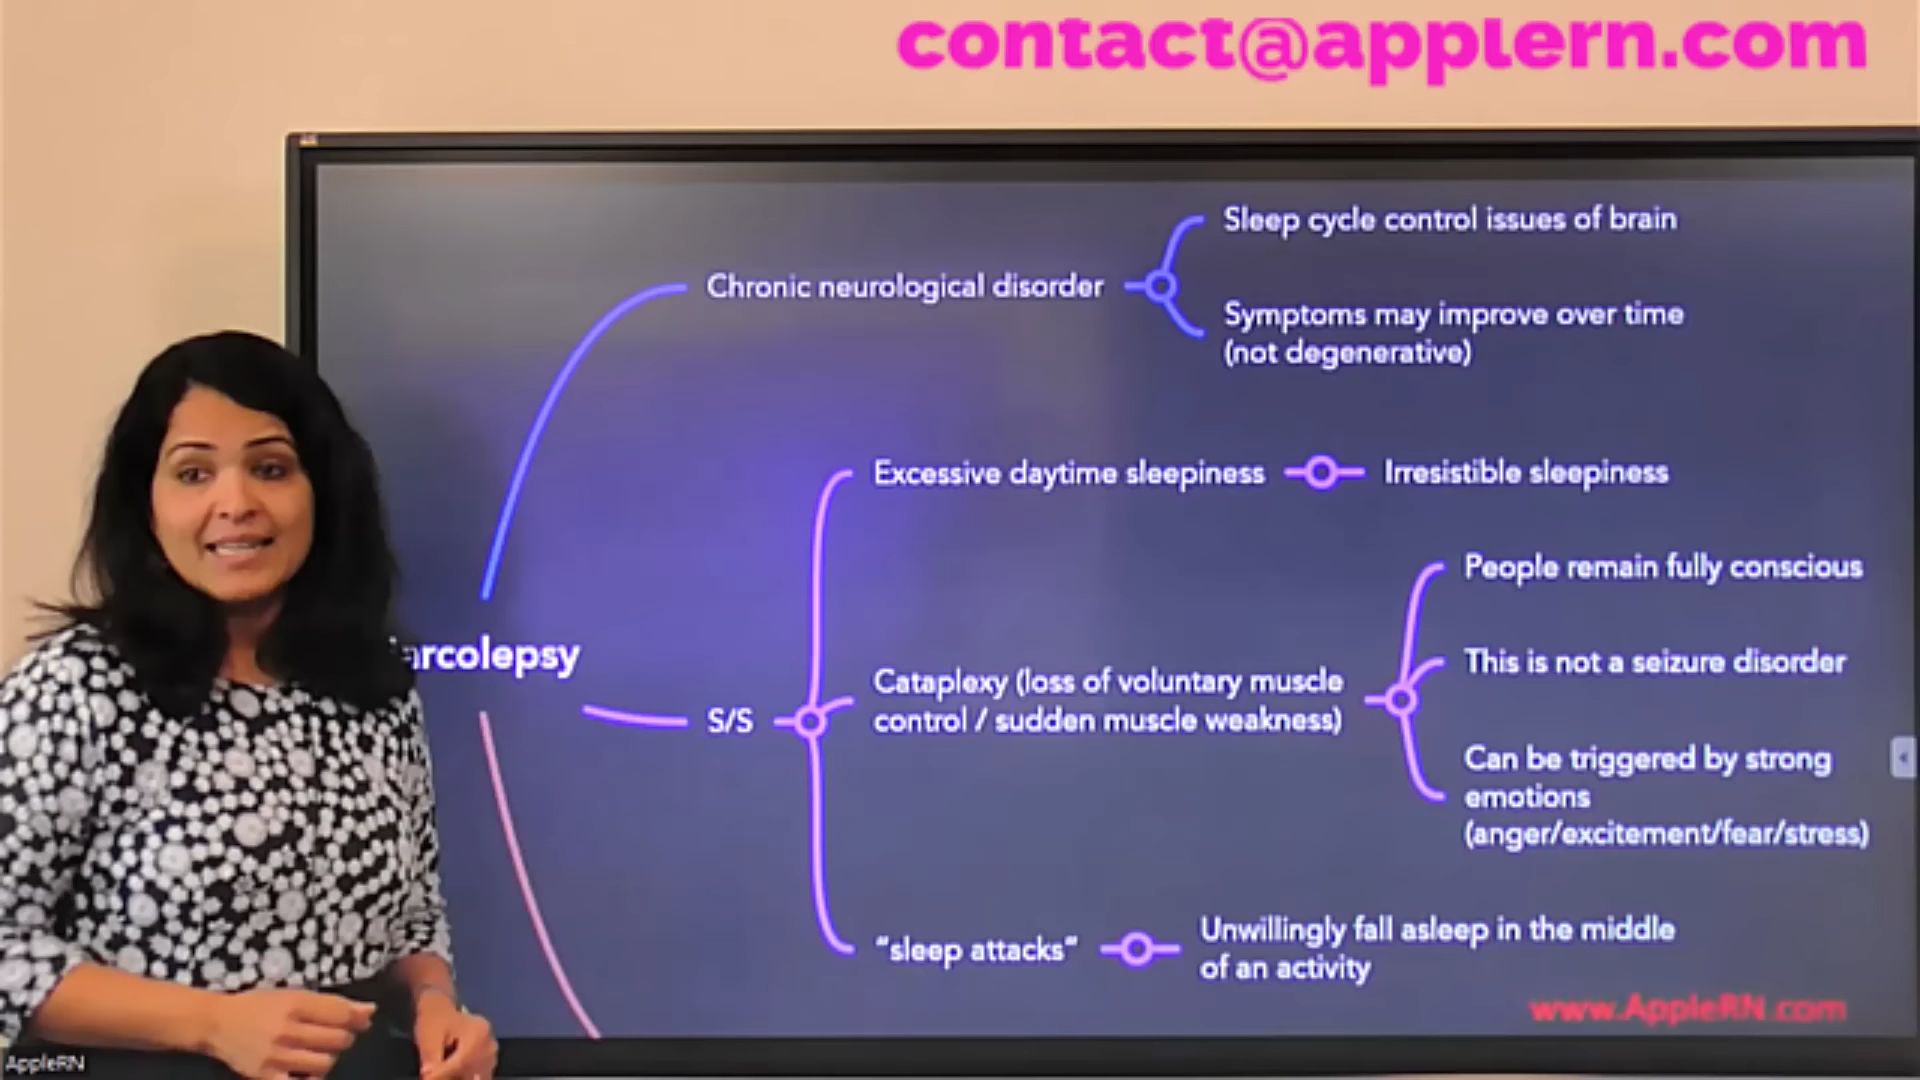 contact@applern.com
Sleep cycle control issues of brain
Chronic neurological disorder
Symptoms may improve over time
(not degenerative)
Excessive daytime sleepiness
Irresistible sleepiness
People remain fully conscious
arcolepsy
This is not a seizure disorder
Cataplexy (loss of voluntary muscle
control / sudden muscle weakness)
S/S
Can be triggered by strong
emotions
(anger/excitement/fear/stress)
"sleep attacks"
Unwillingly fall asleep in the middle
of an activity
www.AppleRN.com
AppleRN